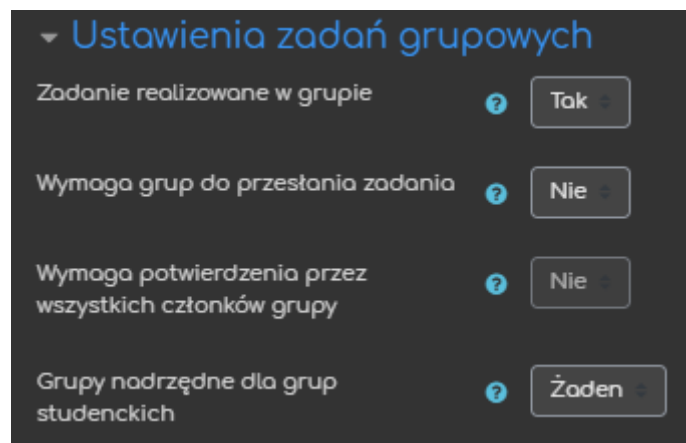 Ustawienia zadań grupowych
Zadanie realizowane w grupie
Tak
Wymaga grup do przesłania zadania
Nie
Wymaga potwierdzenia przez
wszystkich członków grupy
Nie
Grupy nadrzędne dla grup
studenckich
Żaden